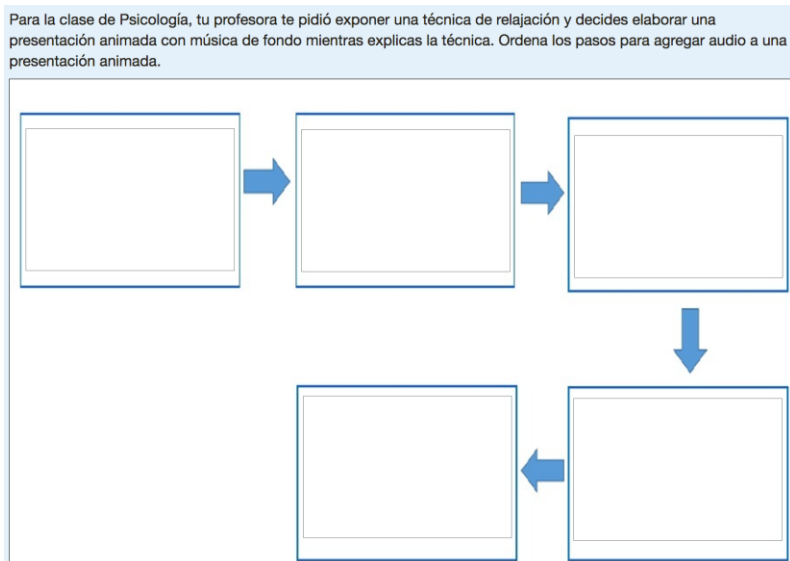 Para la clase de Psicología, tu profesora te pidió exponer una técnica de relajación y decides elaborar una
presentación animada con música de fondo mientras explicas la técnica. Ordena los pasos para agregar audio a una
presentación animada.